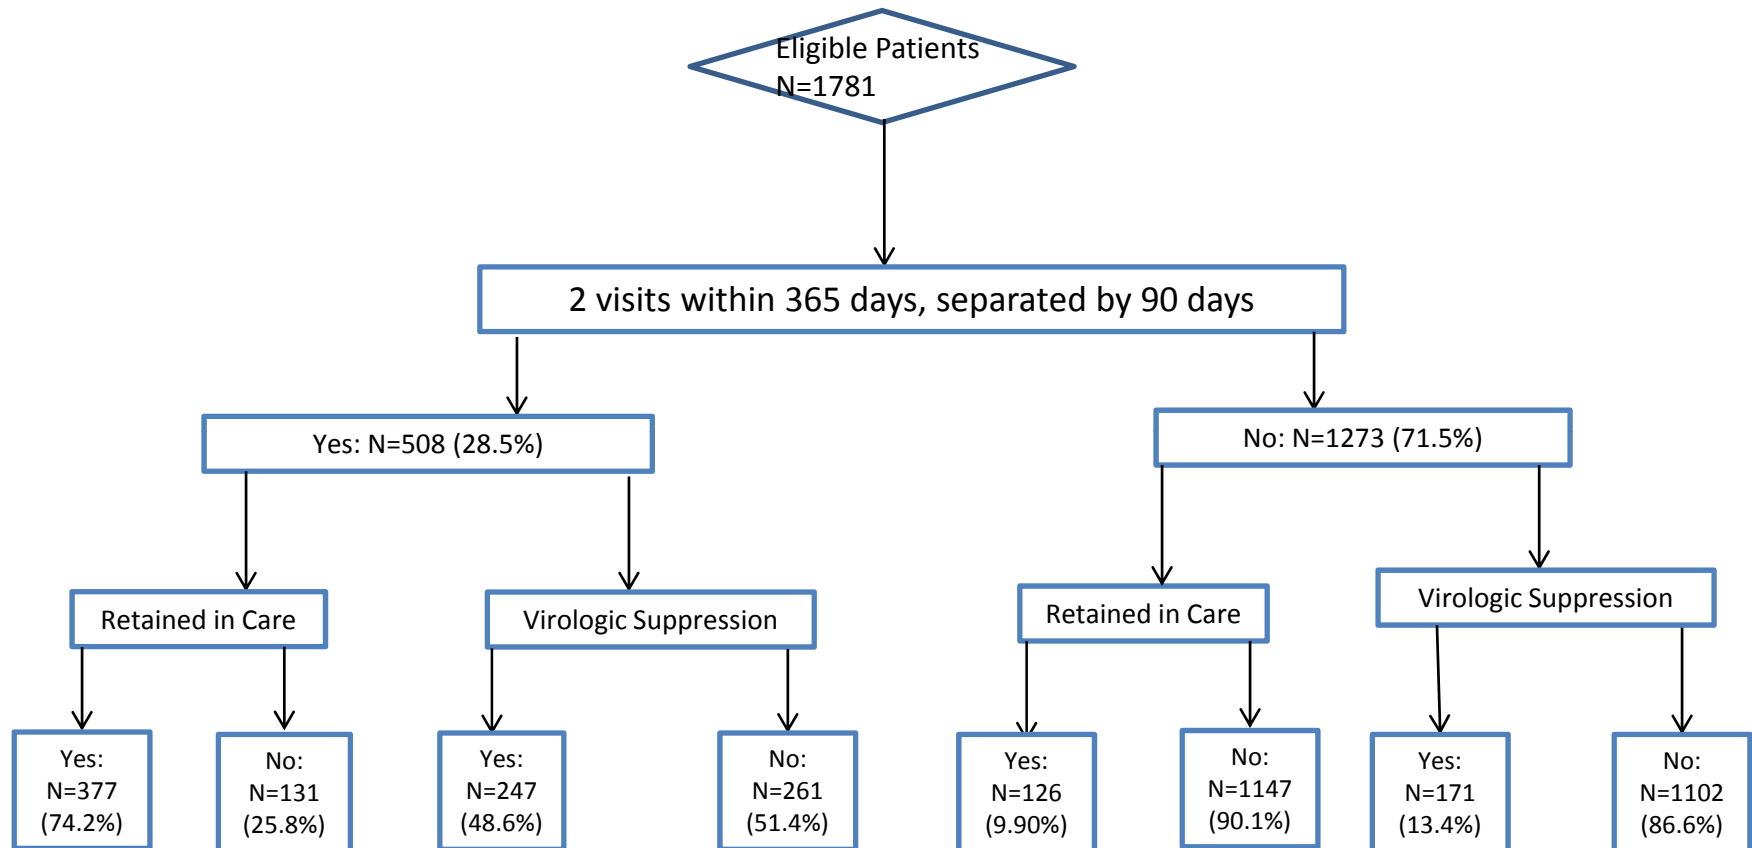 Eligible Patients
N=1781
2 visits within 365 days, separated by 90 days
Yes: N=508 (28.5%)
No: N=1273 (71.5%)
Retained in Care
Virologic Suppression
Retained in Care
Virologic Suppression
Yes:
N=377
(74.2%)
No:
N=131
(25.8%)
Yes:
N=247
(48.6%)
No:
N=261
(51.4%)
Yes:
N=126
(9.90%)
No:
N=1147
(90.1%)
Yes:
N=171
(13.4%)
No:
N=1102
(86.6%)